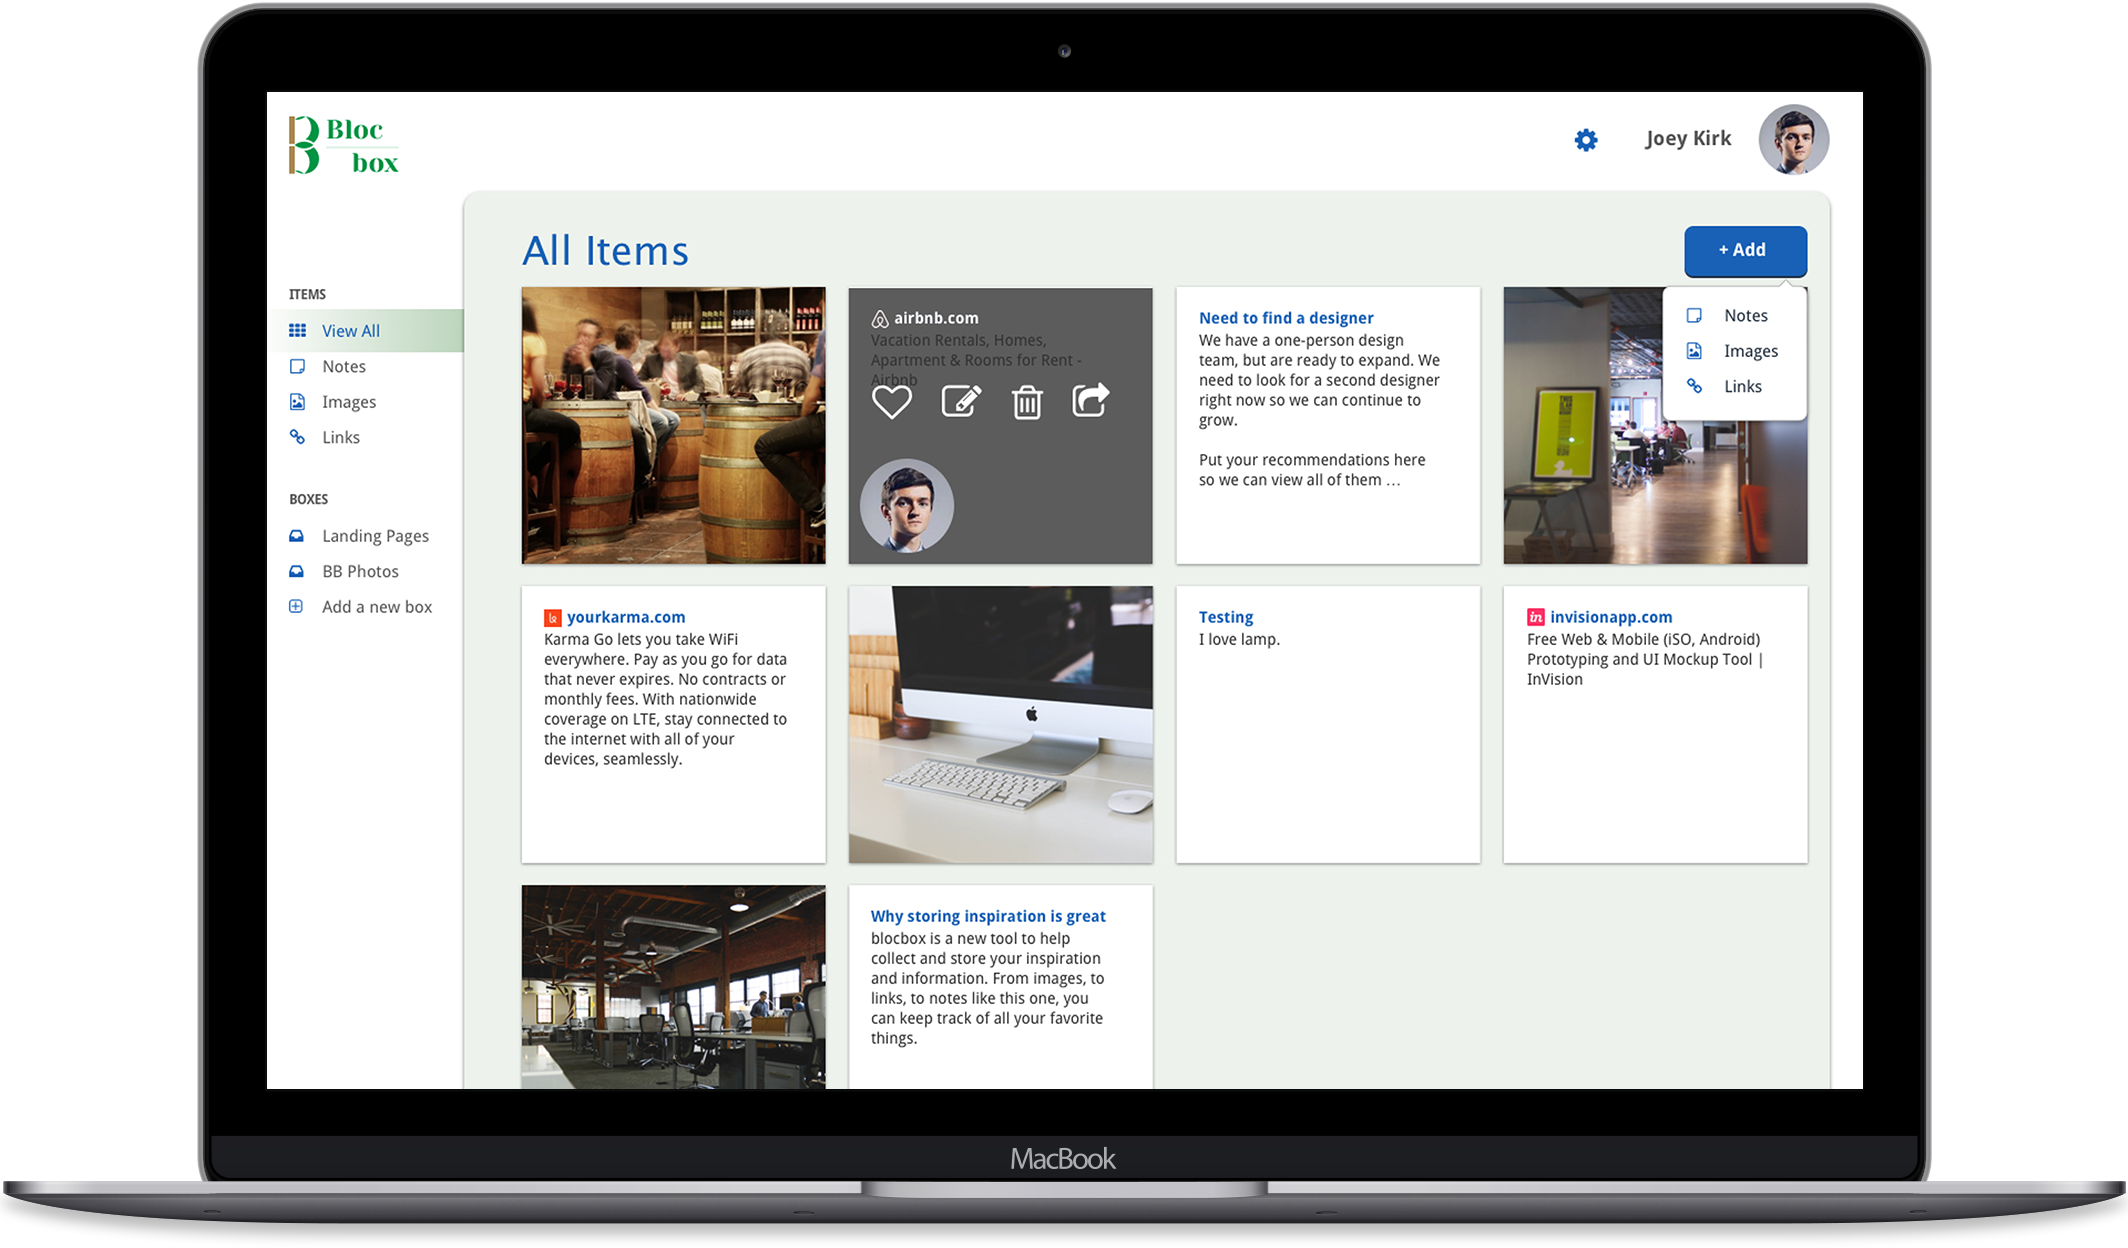 Bloc
box
Joey Kirk
All Items
+ Add
ITEMS
View All
Notes
Images
Links
BOXES
Landing Pages
BB Photos
Add a new box
airbnb.com
Vacation Rentals, Homes,
Apartment & Rooms for Rent -
Airbnb
Need to find a designer
We have a one-person design
team, but are ready to expand. We
need to look for a second designer
right now so we can continue to
grow.
Put your recommendations here
so we can view all of them …
Notes
Images
Links
THIS
IS AN
yourkarma.com
Karma Go lets you take WiFi
everywhere. Pay as you go for data
that never expires. No contracts or
monthly fees. With nationwide
coverage on LTE, stay connected to
the internet with all of your
devices, seamlessly.
Testing
I love lamp.
in invisionapp.com
Free Web & Mobile (iSO, Android)
Prototyping and UI Mockup Tool |
InVision
Why storing inspiration is great
blocbox is a new tool to help
collect and store your inspiration
and information. From images, to
links, to notes like this one, you
can keep track of all your favorite
things.
MacBook